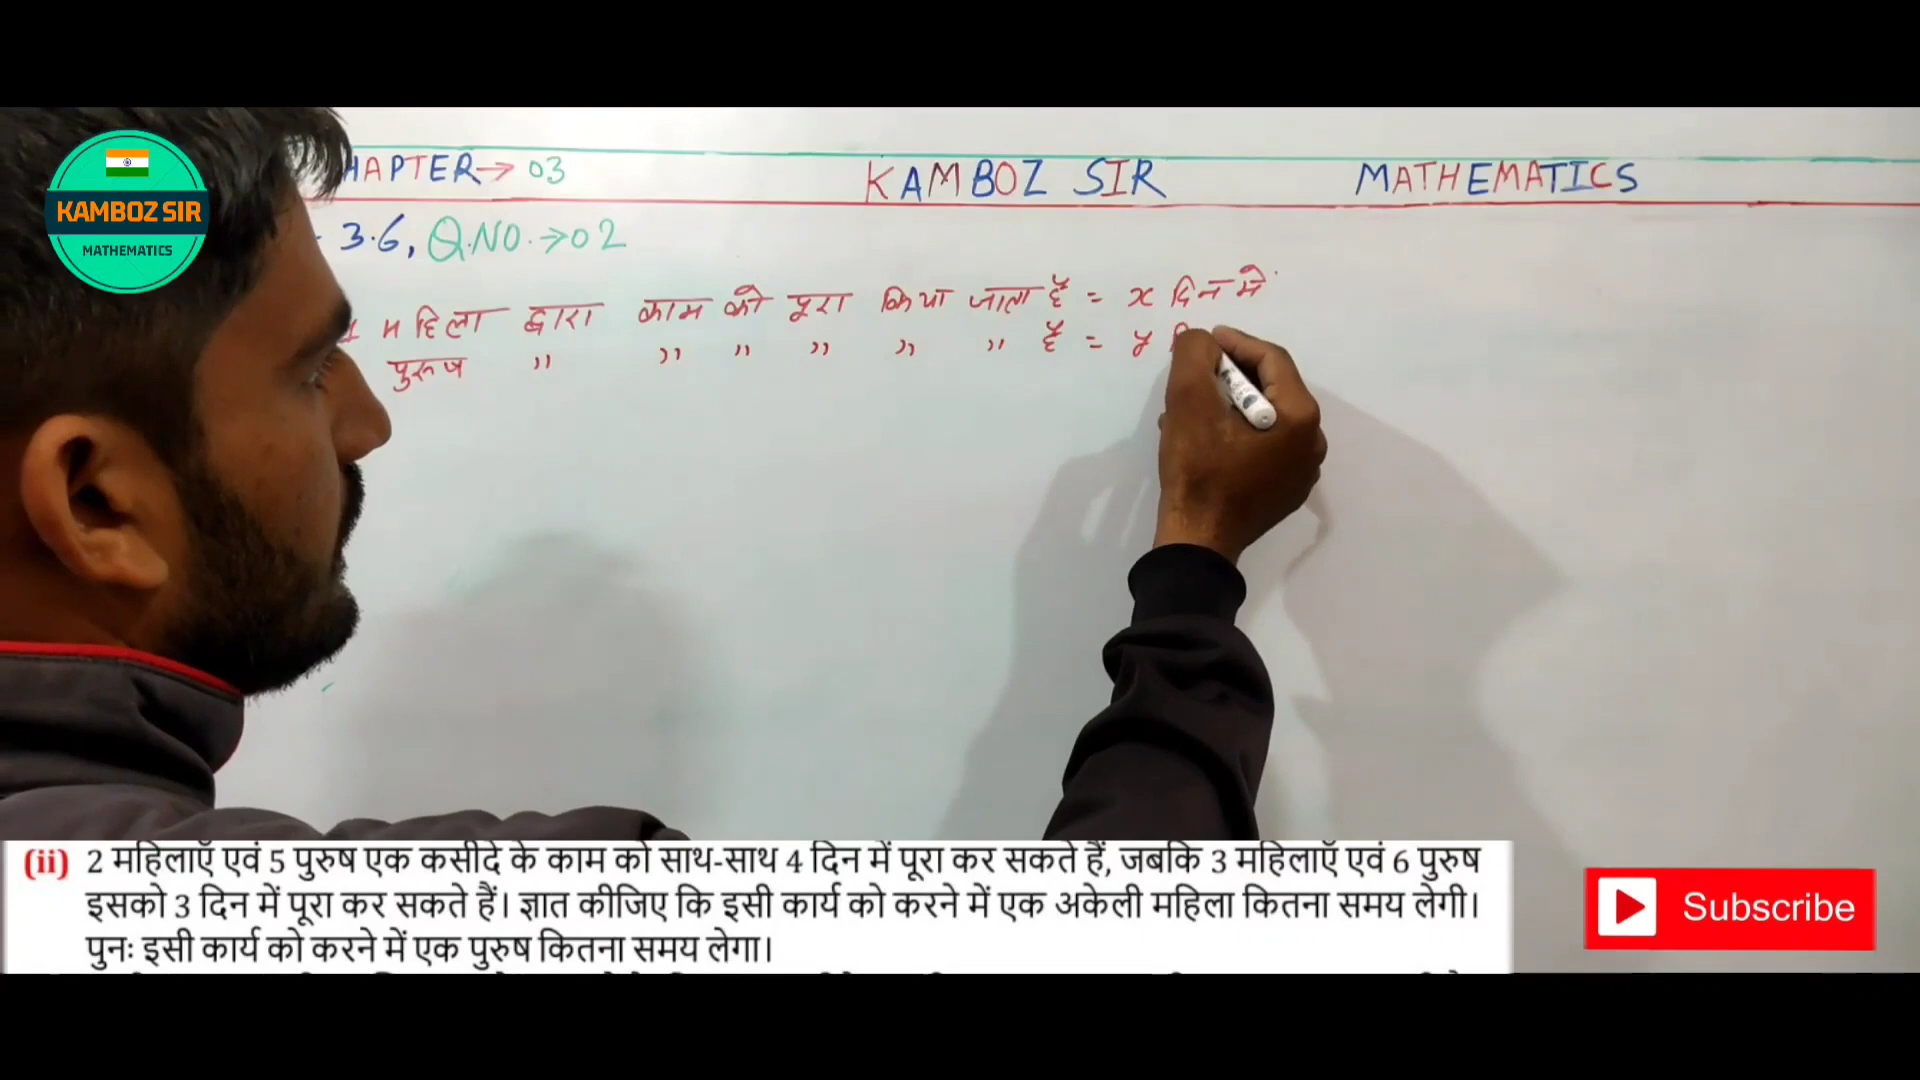 KAMBOZ SIR
MATHEMATICS
HAPTER→ 03 KAMBOZ SIR MATHEMATICS
3.6, Q.NO.→02
1 महिला द्वारा काम को पूरा किया जाता है = x दिन में
पुरूष " " " " " " है = y दि
(ii) 2 महिलाएँ एवं 5 पुरुष एक कसीदे के काम को साथ-साथ 4 दिन में पूरा कर सकते हैं, जबकि 3 महिलाएँ एवं 6 पुरुष
इसको 3 दिन में पूरा कर सकते हैं। ज्ञात कीजिए कि इसी कार्य को करने में एक अकेली महिला कितना समय लेगी।
पुनः इसी कार्य को करने में एक पुरुष कितना समय लेगा।
Subscribe